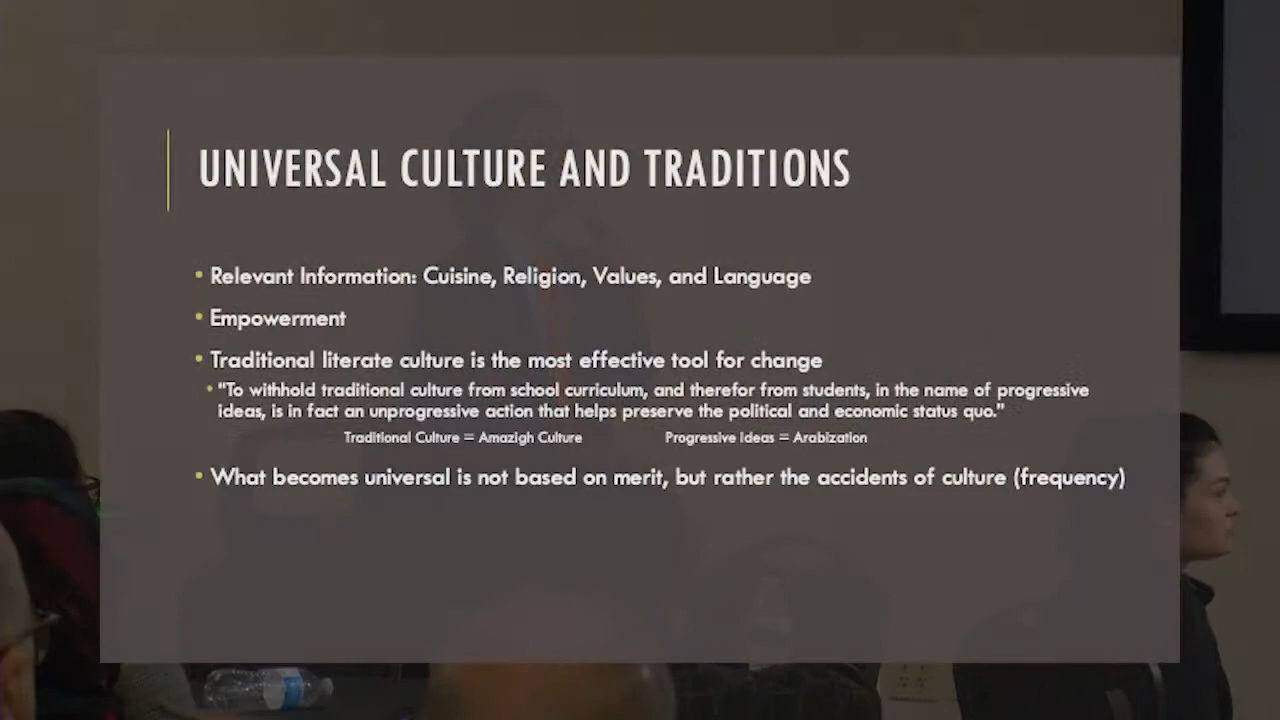 UNIVERSAL CULTURE AND TRADITIONS
• Relevant Information: Cuisine, Religion, Values, and Language
• Empowerment
• Traditional literate culture is the most effective tool for change
• "To withhold traditional culture from school curriculum, and therefor from students, in the name of progressive
ideas, is in fact an unprogressive action that helps preserve the political and economic status quo."
Traditional Culture = Amazigh Culture Progressive Ideas = Arabization
• What becomes universal is not based on merit, but rather the accidents of culture (frequency)